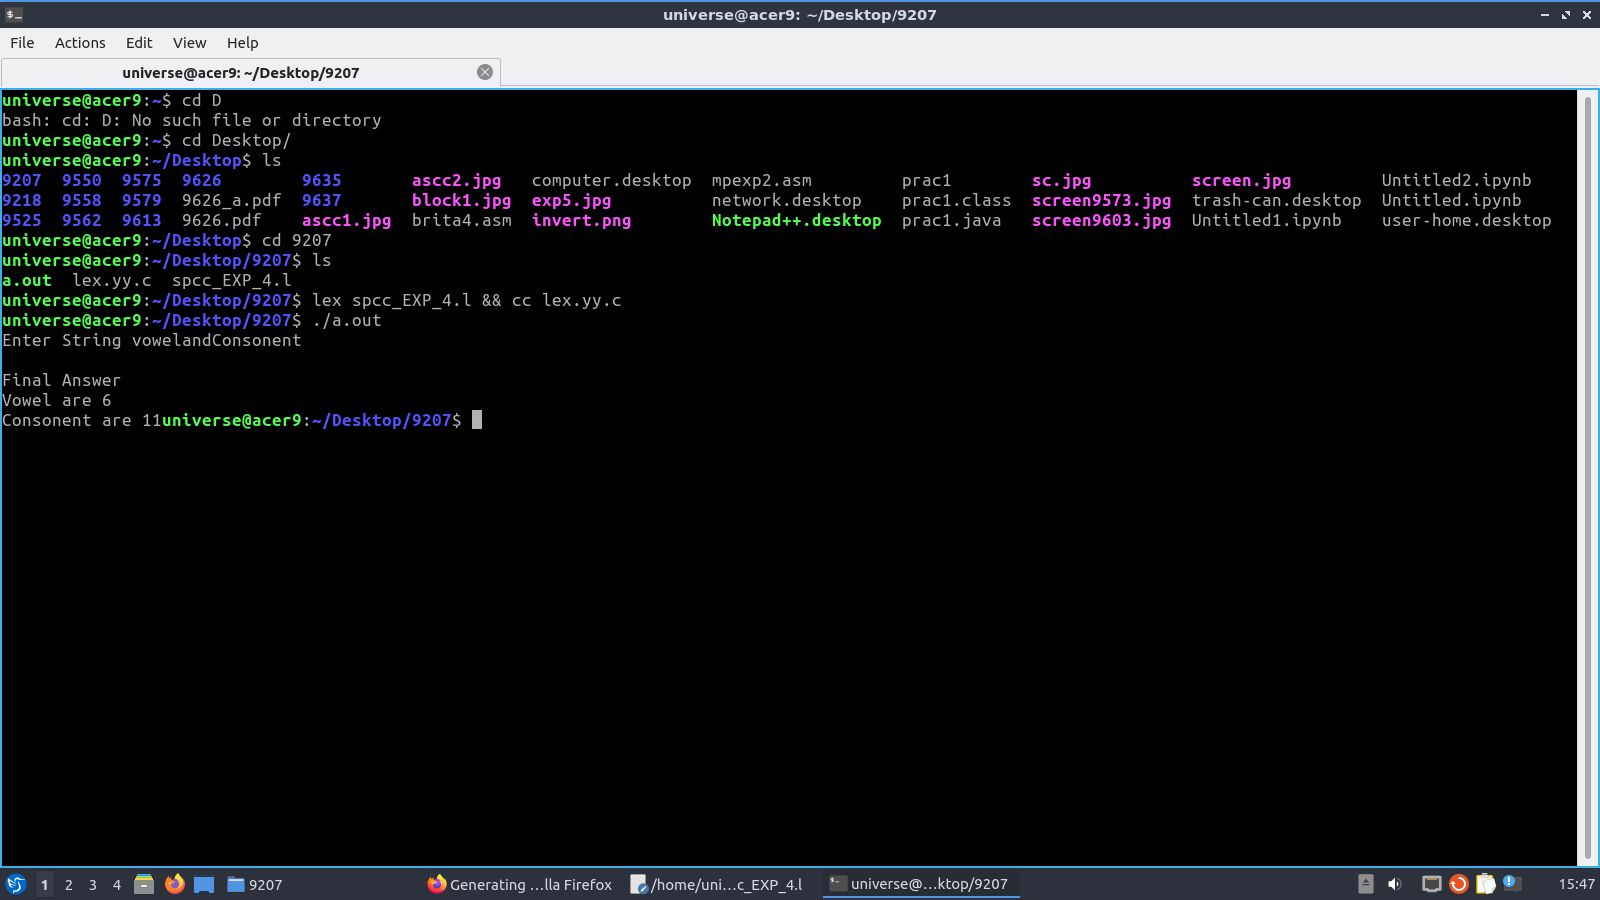 universe@acer9: ~/Desktop/9207
File Actions Edit View Help
universe@acer9: ~/Desktop/9207
universe@acer9:~$ cd D
bash: cd: D: No such file or directory
universe@acer9:~$ cd Desktop/
universe@acer9:~/Desktop$ ls
9207 9550 9575 9626 9635 ascc2.jpg computer.desktop mpexp2.asm prac1 sc.jpg screen.jpg Untitled2.ipynb
9218 9558 9579 9626_a.pdf 9637 block1.jpg exp5.jpg network.desktop prac1.class screen9573.jpg trash-can.desktop Untitled.ipynb
9525 9562 9613 9626.pdf ascc1.jpg brita4.asm invert.png Notepad++.desktop prac1.java screen9603.jpg Untitled1.ipynb user-home.desktop
universe@acer9:~/Desktop$ cd 9207
universe@acer9:~/Desktop/9207$ ls
a.out lex.yy.c spcc_EXP_4.l
universe@acer9:~/Desktop/9207$ lex spcc_EXP_4.l && cc lex.yy.c
universe@acer9:~/Desktop/9207$ ./a.out
Enter String vowelandConsonent
Final Answer
Vowel are 6
Consonent are 11universe@acer9:~/Desktop/9207$
1 2 3 4 9207 Generating ...lla Firefox /home/uni...c_EXP_4.l universe@...ktop/9207 15:47